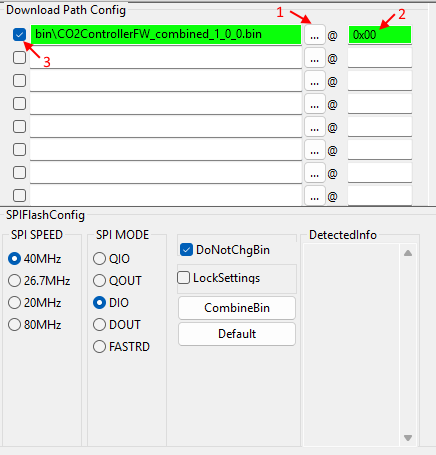 Download Path Config
1
2
bin\CO2ControllerFW_combined_1_0_0.bin ... @ 0x00
3
... @
... @
... @
... @
... @
... @
... @
SPIFlashConfig
SPI SPEED
40MHz
26.7MHz
20MHz
80MHz
SPI MODE
QIO
QOUT
DIO
DOUT
FASTRD
DoNotChgBin
LockSettings
CombineBin
Default
DetectedInfo